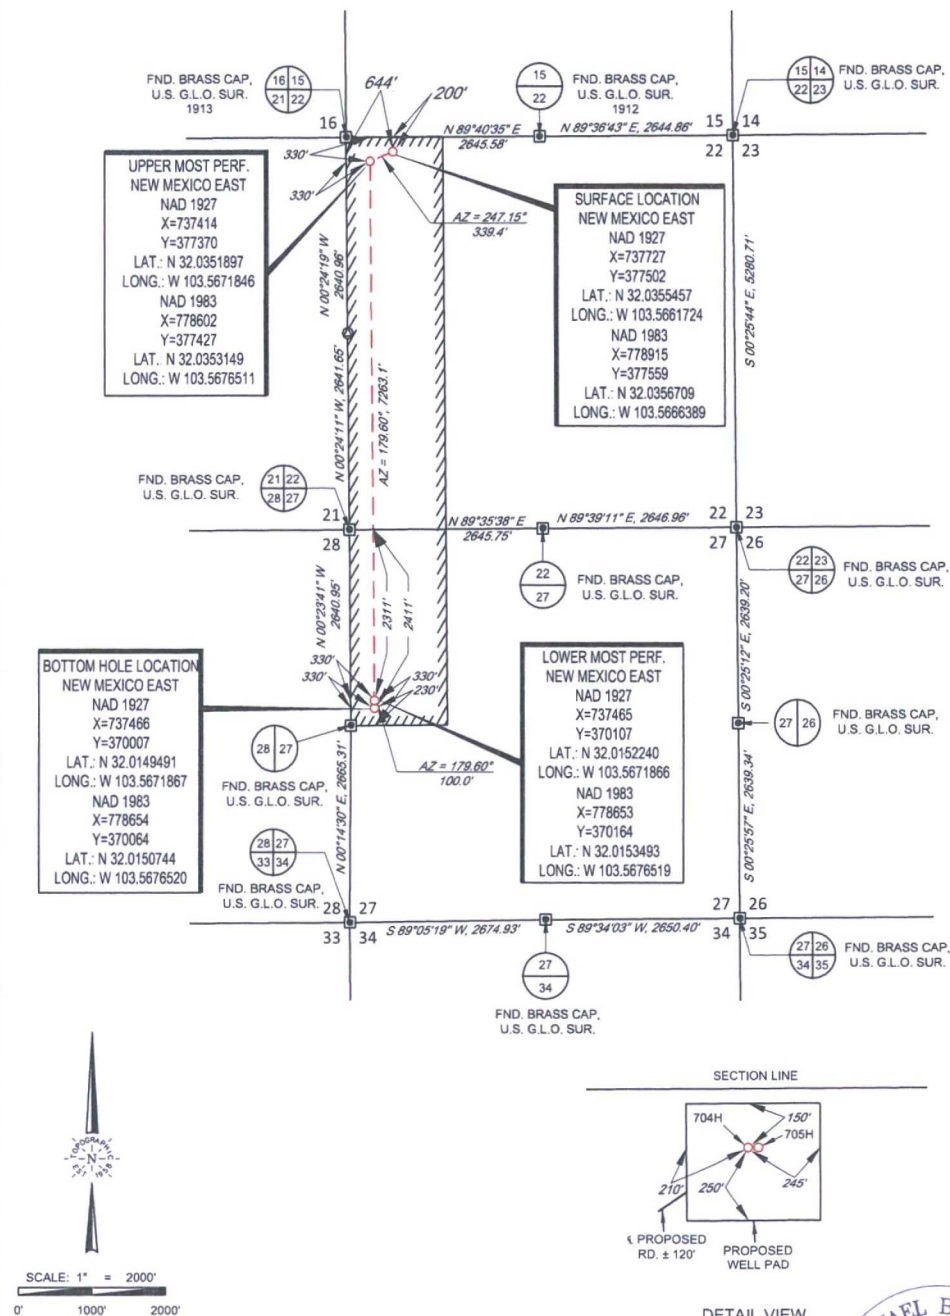 FND. BRASS CAP,
U.S. G.L.O. SUR.
1913
16 15
21 22
644'
200'
15
22
FND. BRASS CAP,
U.S. G.L.O. SUR.
1912
15 14
22 23
FND. BRASS CAP,
U.S. G.L.O. SUR.
16
N 89°40'35" E
2645.58'
N 89°36'43" E, 2644.86'
15 14
22 23
330'
330'
AZ = 247.15°
339.4'
UPPER MOST PERF.
NEW MEXICO EAST
NAD 1927
X=737414
Y=377370
LAT.: N 32.0351897
LONG.: W 103.5671846
NAD 1983
X=778602
Y=377427
LAT.: N 32.0353149
LONG.: W 103.5676511
SURFACE LOCATION
NEW MEXICO EAST
NAD 1927
X=737727
Y=377502
LAT.: N 32.0355457
LONG.: W 103.5661724
NAD 1983
X=778915
Y=377559
LAT.: N 32.0356709
LONG.: W 103.5666389
N 00°24'19" W
2640.96'
S 00°25'44" E, 5280.71'
N 00°24'11" W, 2641.65'
AZ = 179.60°, 7263.1'
FND. BRASS CAP,
U.S. G.L.O. SUR.
21 22
28 27
21
28
N 89°35'38" E
2645.75'
N 89°39'11" E, 2646.96'
22 23
27 26
22
27
FND. BRASS CAP,
U.S. G.L.O. SUR.
22 23
27 26
FND. BRASS CAP,
U.S. G.L.O. SUR.
N 00°23'41" W
2640.95'
2311'
2411'
S 00°25'12" E, 2639.20'
330'
330'
330'
230'
BOTTOM HOLE LOCATION
NEW MEXICO EAST
NAD 1927
X=737466
Y=370007
LAT.: N 32.0149491
LONG.: W 103.5671867
NAD 1983
X=778654
Y=370064
LAT.: N 32.0150744
LONG.: W 103.5676520
LOWER MOST PERF.
NEW MEXICO EAST
NAD 1927
X=737465
Y=370107
LAT.: N 32.0152240
LONG.: W 103.5671866
NAD 1983
X=778653
Y=370164
LAT.: N 32.0153493
LONG.: W 103.5676519
27 26
FND. BRASS CAP,
U.S. G.L.O. SUR.
28 27
FND. BRASS CAP,
U.S. G.L.O. SUR.
AZ = 179.60°
100.0'
N 00°14'30" E, 2665.31'
S 00°25'57" E, 2639.34'
28 27
33 34
FND. BRASS CAP,
U.S. G.L.O. SUR.
28 27
33 34
S 89°05'19" W, 2674.93'
S 89°34'03" W, 2650.40'
27 26
34 35
27
34
FND. BRASS CAP,
U.S. G.L.O. SUR.
27 26
34 35
FND. BRASS CAP,
U.S. G.L.O. SUR.
TOPOGRAPHIC
N
EST. 1958
SCALE: 1" = 2000'
0' 1000' 2000'
SECTION LINE
704H
150'
705H
210'
250'
245'
℄ PROPOSED
RD. ± 120'
PROPOSED
WELL PAD
DETAIL VIEW